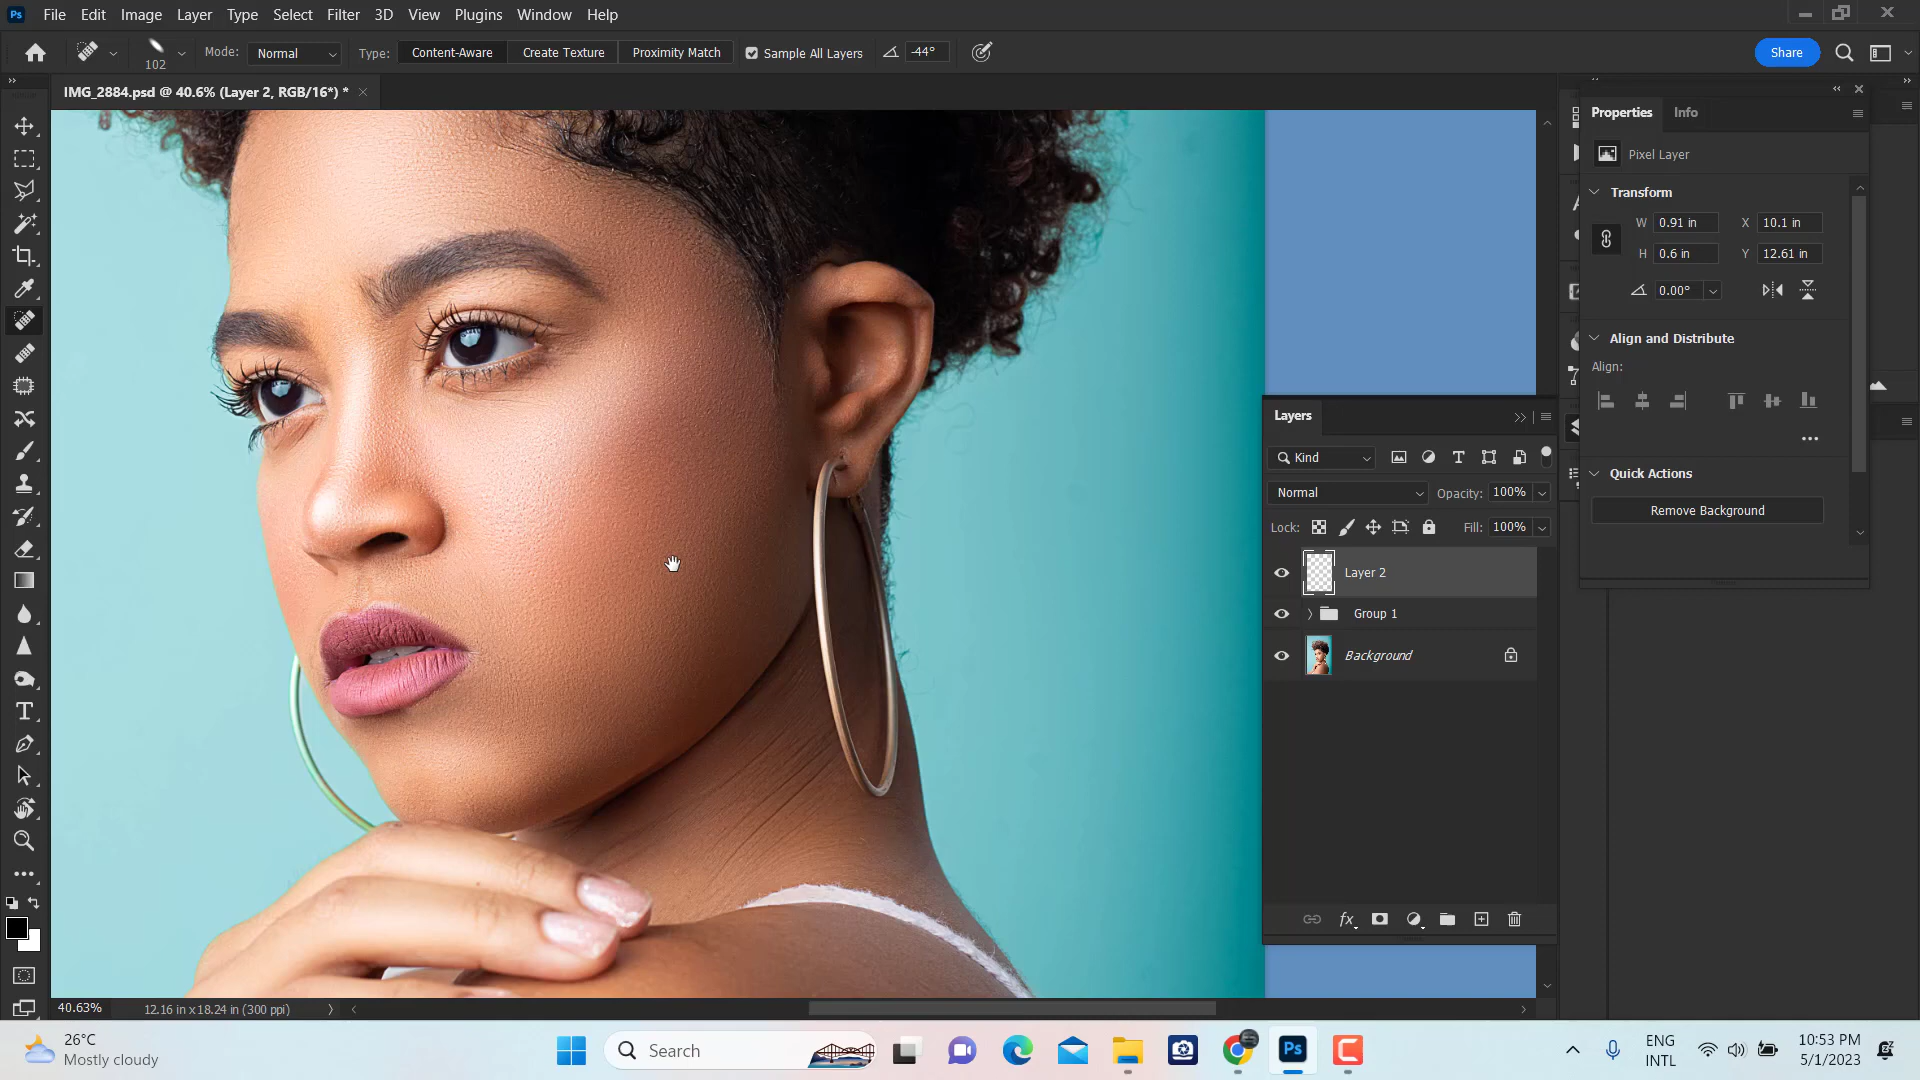 Ps File Edit Image Layer Type Select Filter 3D View Plugins Window Help
102 Mode: Normal Type: Content-Aware Create Texture Proximity Match Sample All Layers -44° Share
IMG_2884.psd @ 40.6% (Layer 2, RGB/16*) *
Properties Info
Pixel Layer
Transform
W 0.91 in X 10.1 in
H 0.6 in Y 12.61 in
0.00°
Align and Distribute
Align:
Quick Actions
Remove Background
Layers
Kind
Normal Opacity: 100%
Lock: Fill: 100%
Layer 2
Group 1
Background
fx
40.63% 12.16 in x 18.24 in (300 ppi)
26°C
Mostly cloudy
Search
Ps
ENG
INTL
10:53 PM
5/1/2023